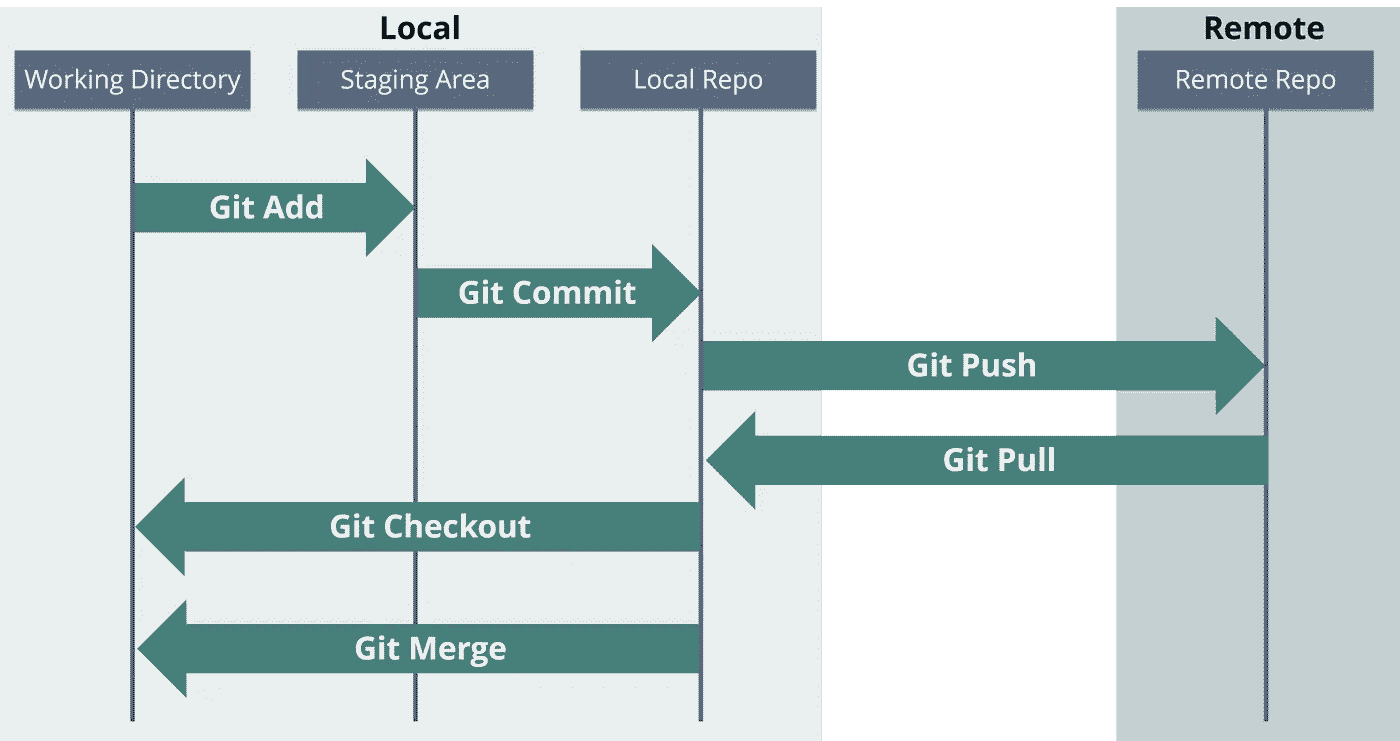 Local
Remote
Working Directory
Staging Area
Local Repo
Remote Repo
Git Add
Git Commit
Git Push
Git Pull
Git Checkout
Git Merge